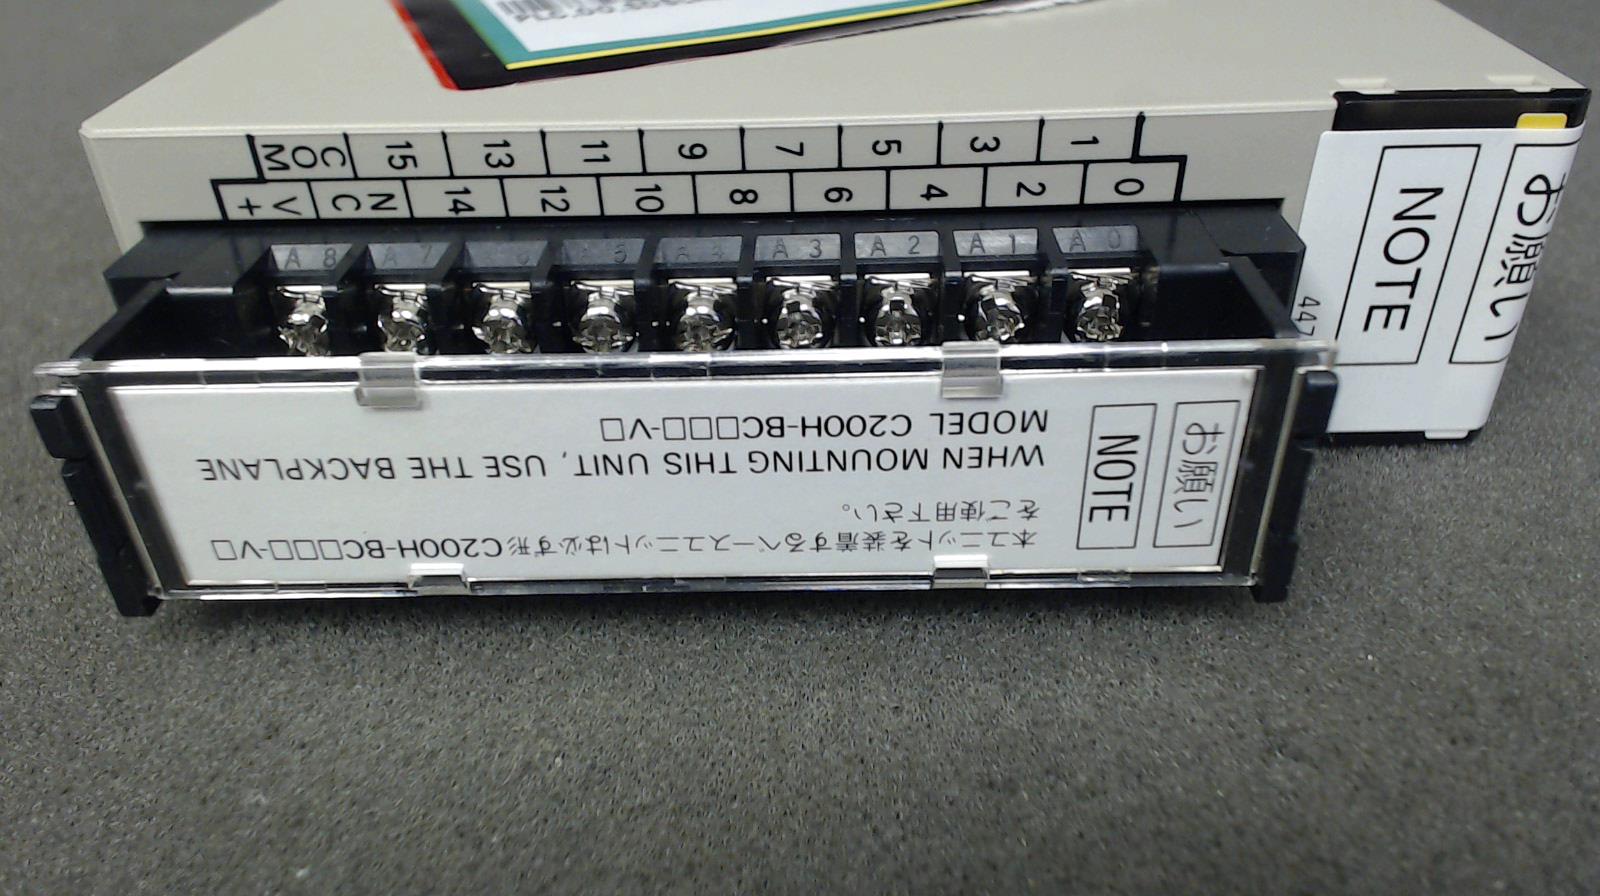 COM 15 13 11 9 7 5 3 1
+V NC 14 12 10 8 6 4 2 0
A8 A7 A3 A2 A1 A0
お願い
NOTE
本ユニットを装着するベースユニットは必ず形C200H-BC□□□-V□
をご使用下さい。
WHEN MOUNTING THIS UNIT, USE THE BACKPLANE
MODEL C200H-BC□□□-V□
お願い
NOTE